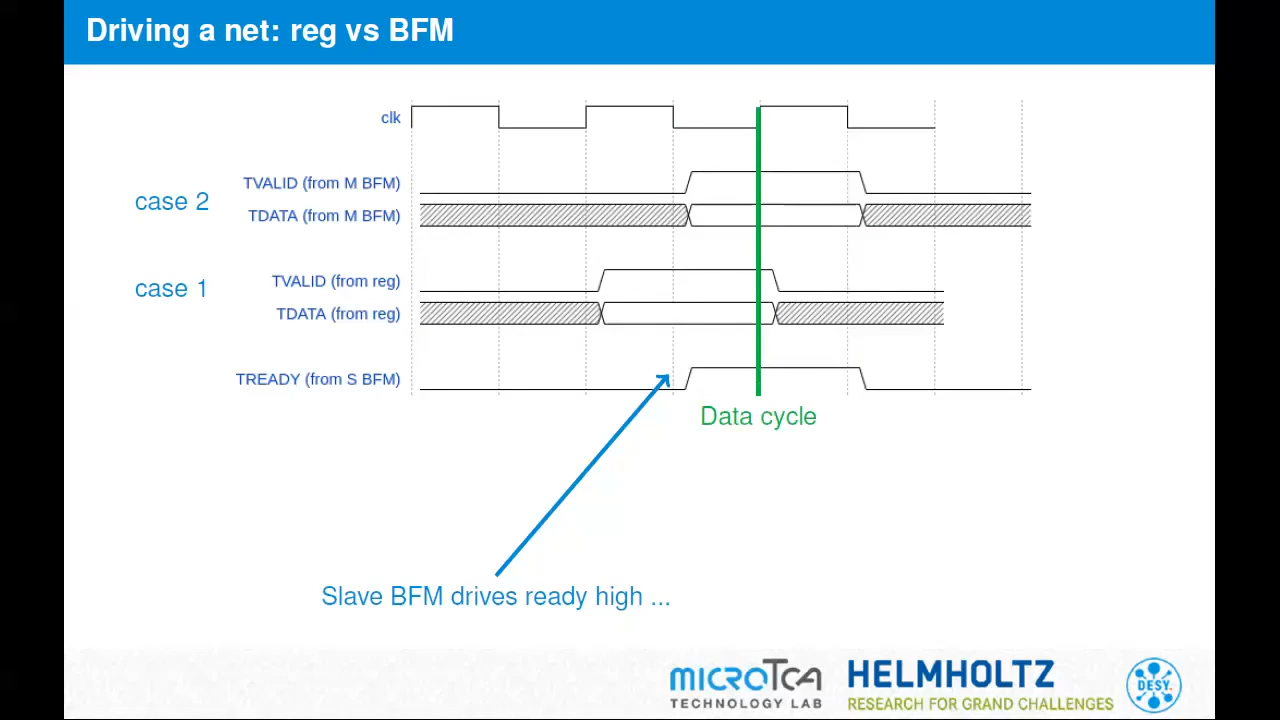 Driving a net: reg vs BFM
clk
case 2
TVALID (from M BFM)
TDATA (from M BFM)
case 1
TVALID (from reg)
TDATA (from reg)
TREADY (from S BFM)
Data cycle
Slave BFM drives ready high ...
MICROTCA
TECHNOLOGY LAB
HELMHOLTZ
RESEARCH FOR GRAND CHALLENGES
DESY.